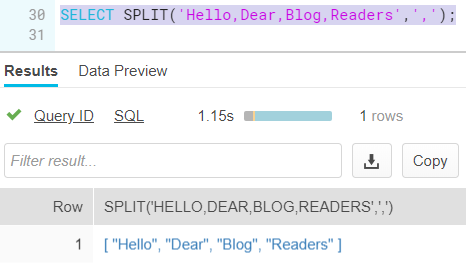 30 SELECT SPLIT('Hello,Dear,Blog,Readers',',');
31
Results Data Preview
Query ID SQL 1.15s 1 rows
Filter result... Copy
Row SPLIT('HELLO,DEAR,BLOG,READERS',',')
1 [ "Hello", "Dear", "Blog", "Readers" ]